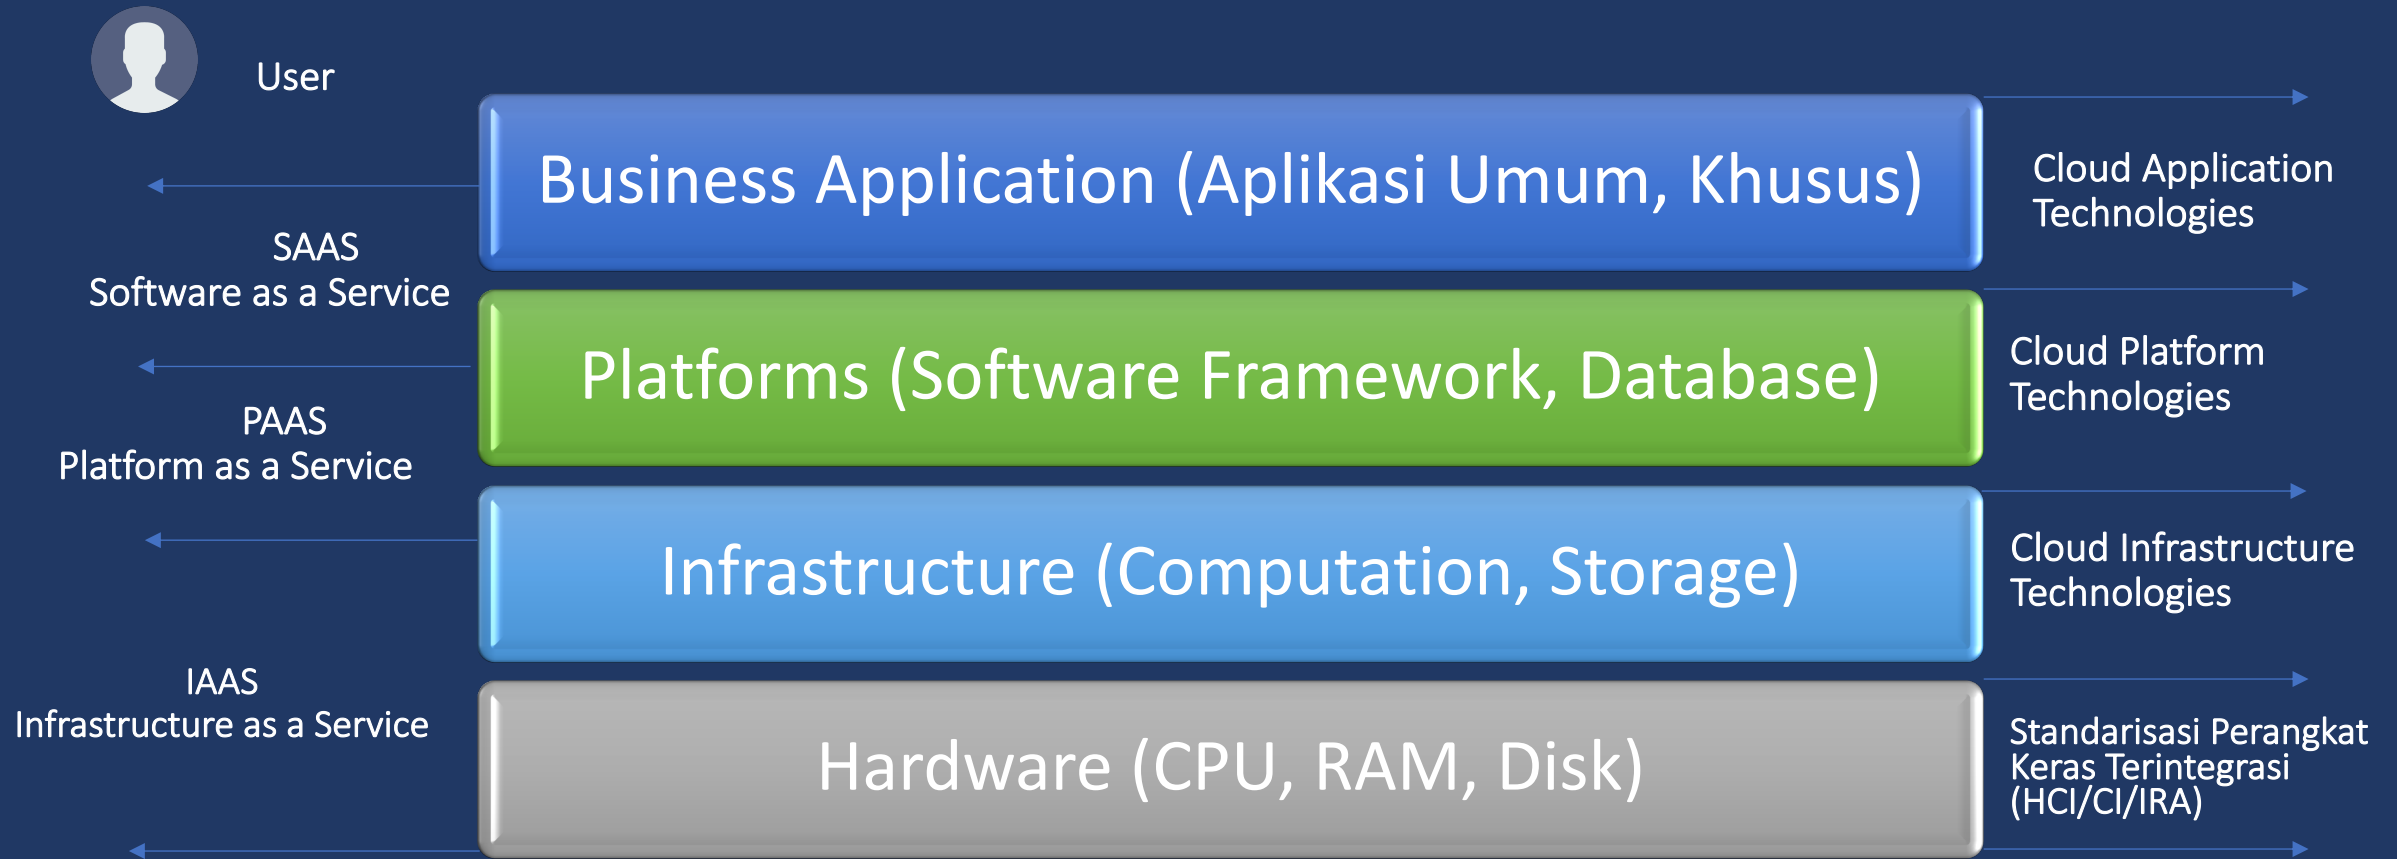 User
Business Application (Aplikasi Umum, Khusus)
Cloud Application
Technologies
SAAS
Software as a Service
Platforms (Software Framework, Database)
Cloud Platform
Technologies
PAAS
Platform as a Service
Infrastructure (Computation, Storage)
Cloud Infrastructure
Technologies
IAAS
Infrastructure as a Service
Hardware (CPU, RAM, Disk)
Standarisasi Perangkat
Keras Terintegrasi
(HCI/CI/IRA)